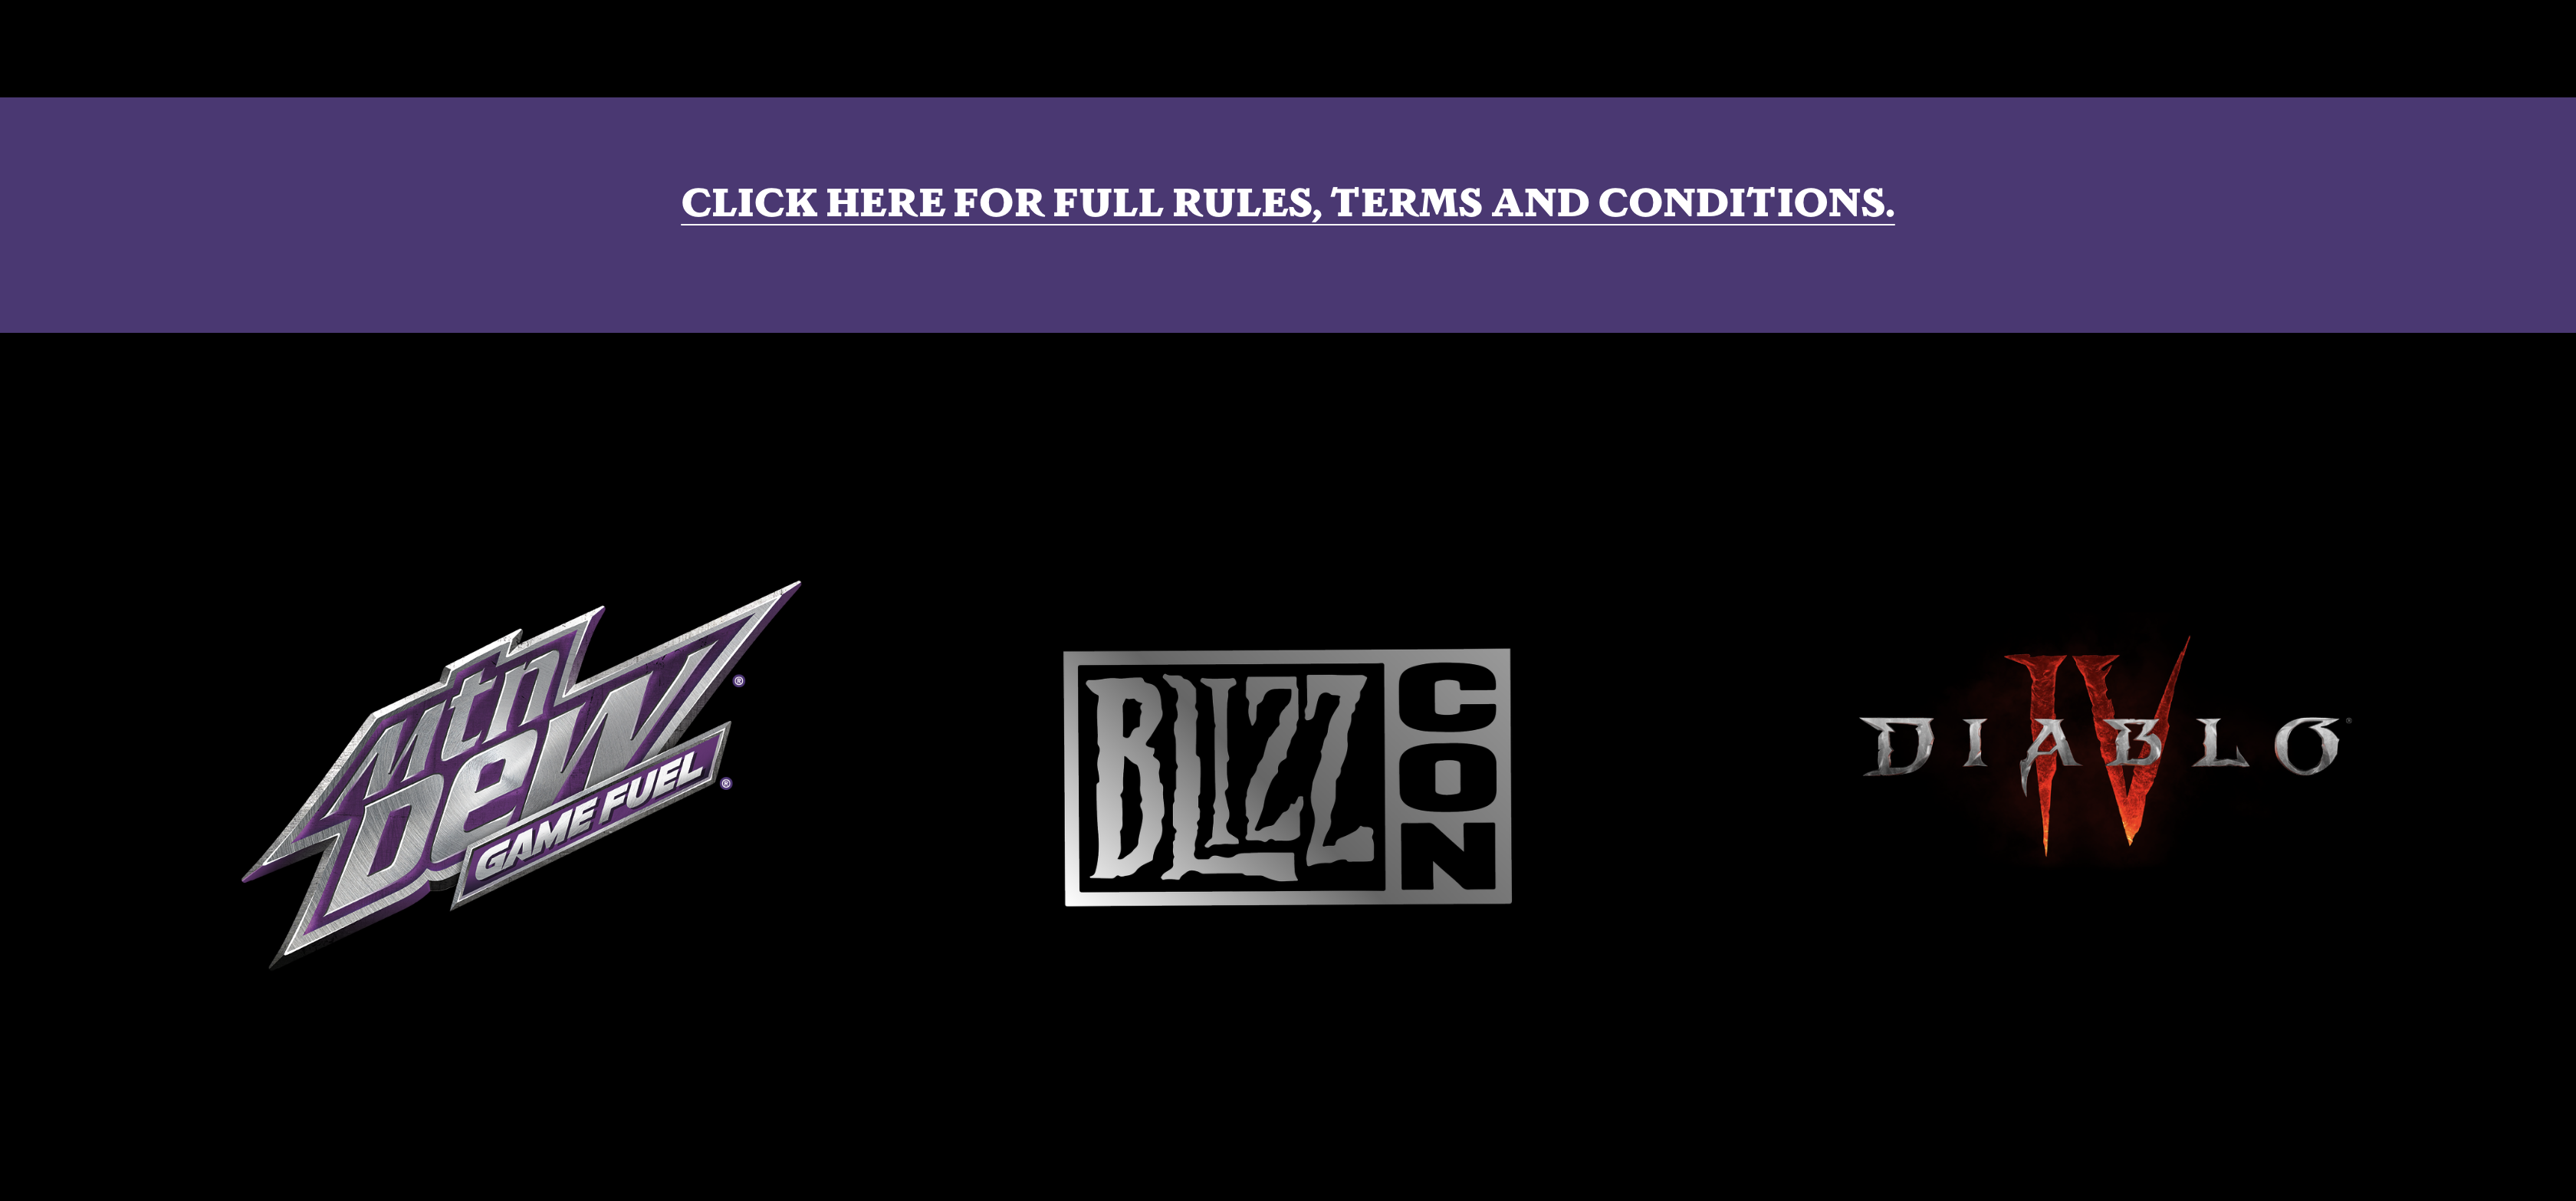 CLICK HERE FOR FULL RULES, TERMS AND CONDITIONS.
Mtn
Dew®
GAME FUEL®
BLIZZ
CON
IV
DIABLO®